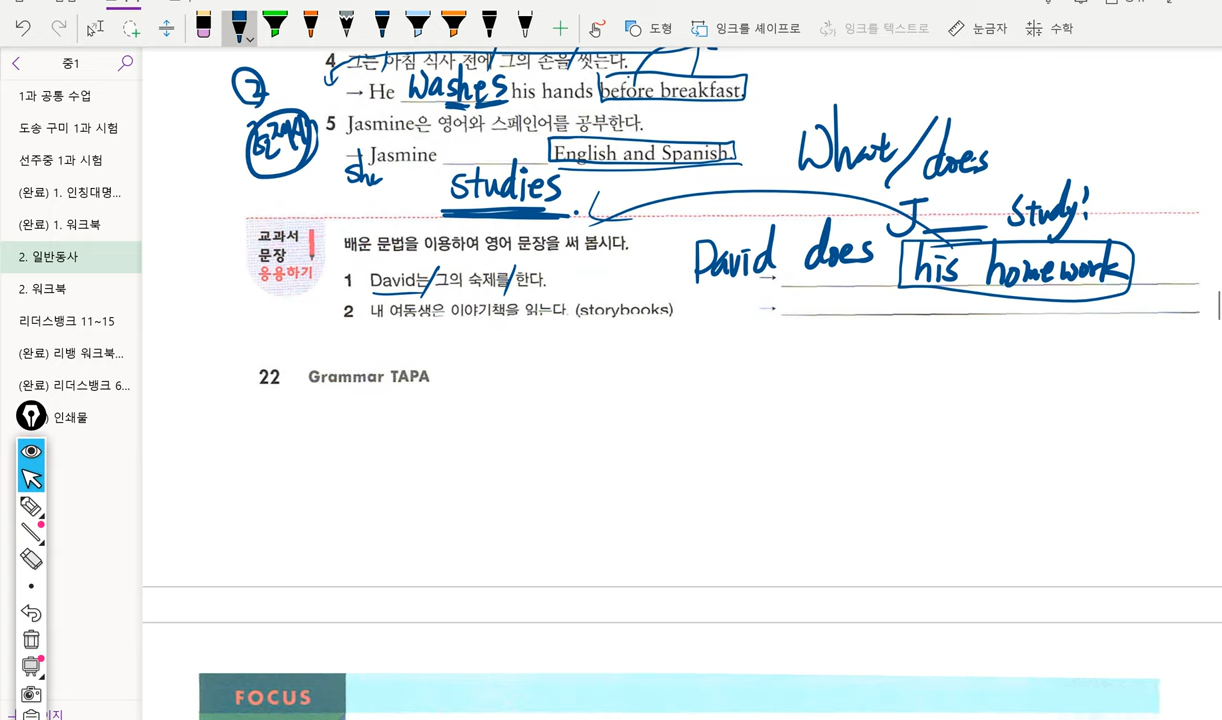 도형
잉크를 셰이프로
잉크를 텍스트로
눈금자
수학
중1
1과 공통 수업
도송 구미 1과 시험
선주중 1과 시험
(완료) 1. 인칭대명...
(완료) 1. 워크북
2. 일반동사
2. 워크북
리더스뱅크 11~15
(완료) 리뱅 워크북...
(완료) 리더스뱅크 6...
인쇄물
4 그는 아침 식사 전에 그의 손을 씻는다.
→ He washes his hands before breakfast.
5 Jasmine은 영어와 스페인어를 공부한다.
→ Jasmine English and Spanish.
She
studies.
What / does
J study?
교과서
문장
응용하기
배운 문법을 이용하여 영어 문장을 써 봅시다.
1 David는 그의 숙제를 한다.
→ David does his homework
2 내 여동생은 이야기책을 읽는다. (storybooks)
→
22 Grammar TAPA
FOCUS